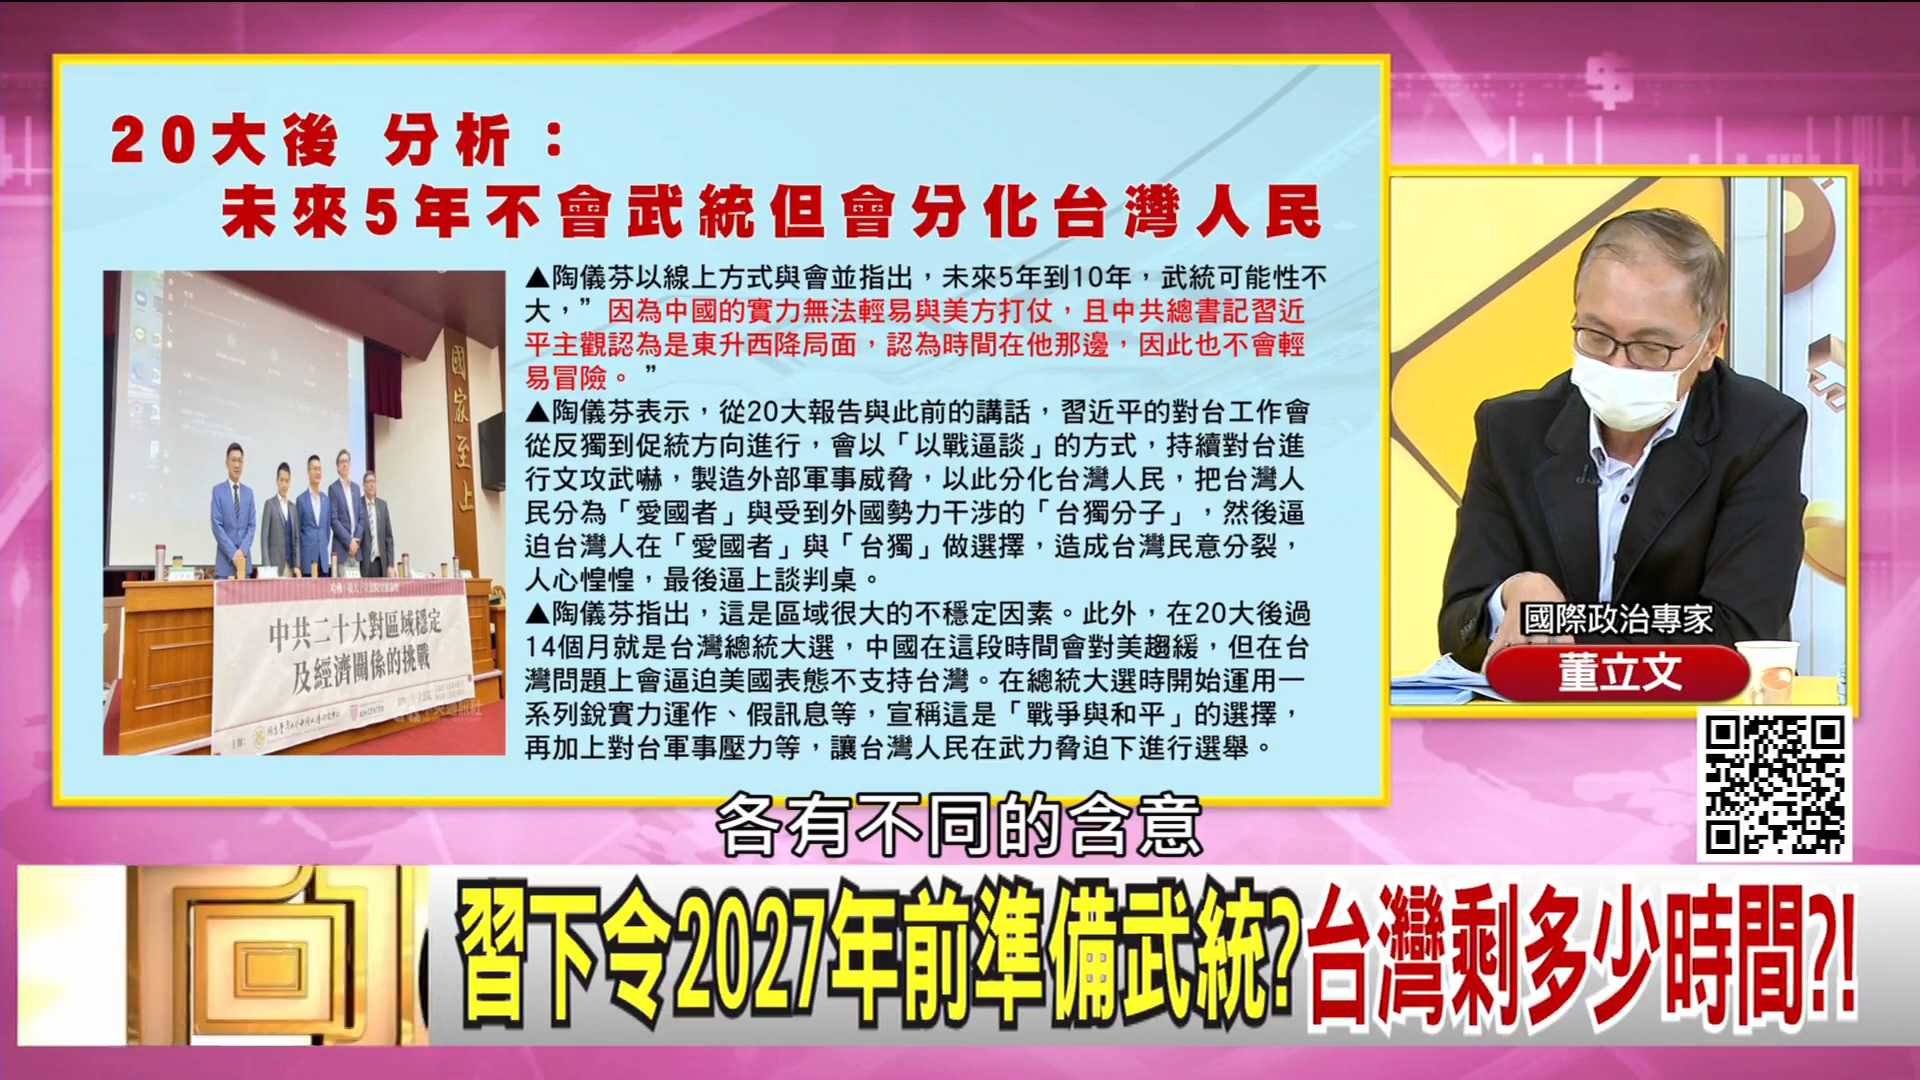 20大後 分析：
未來5年不會武統但會分化台灣人民
▲陶儀芬以線上方式與會並指出，未來5年到10年，武統可能性不
大，”因為中國的實力無法輕易與美方打仗，且中共總書記習近
平主觀認為是東升西降局面，認為時間在他那邊，因此也不會輕
易冒險。”
▲陶儀芬表示，從20大報告與此前的講話，習近平的對台工作會
從反獨到促統方向進行，會以「以戰逼談」的方式，持續對台進
行文攻武嚇，製造外部軍事威脅，以此分化台灣人民，把台灣人
民分為「愛國者」與受到外國勢力干涉的「台獨分子」，然後逼
迫台灣人在「愛國者」與「台獨」做選擇，造成台灣民意分裂，
人心惶惶，最後逼上談判桌。
▲陶儀芬指出，這是區域很大的不穩定因素。此外，在20大後過
14個月就是台灣總統大選，中國在這段時間會對美趨緩，但在台
灣問題上會逼迫美國表態不支持台灣。在總統大選時開始運用一
系列銳實力運作、假訊息等，宣稱這是「戰爭與和平」的選擇，
再加上對台軍事壓力等，讓台灣人民在武力脅迫下進行選舉。
國家至上
中共二十大對區域穩定
及經濟關係的挑戰
國際政治專家
董立文
各有不同的含意
習下令2027年前準備武統?台灣剩多少時間?!